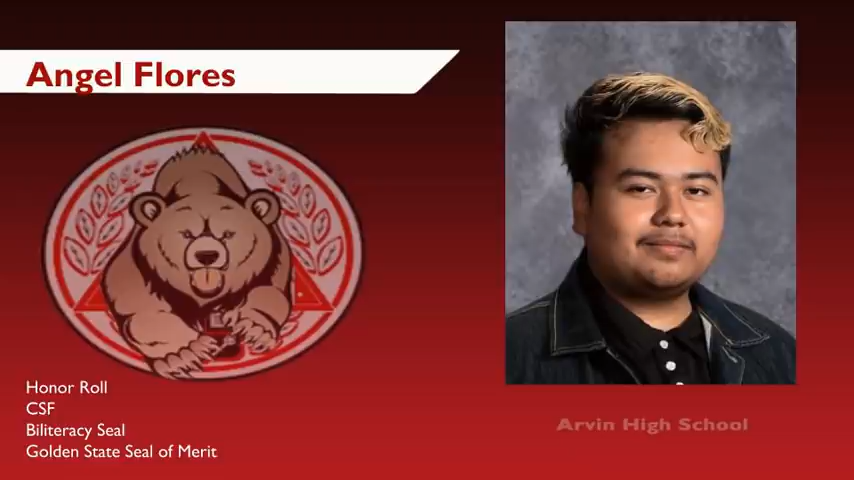 Angel Flores
Honor Roll
CSF
Biliteracy Seal
Golden State Seal of Merit
Arvin High School